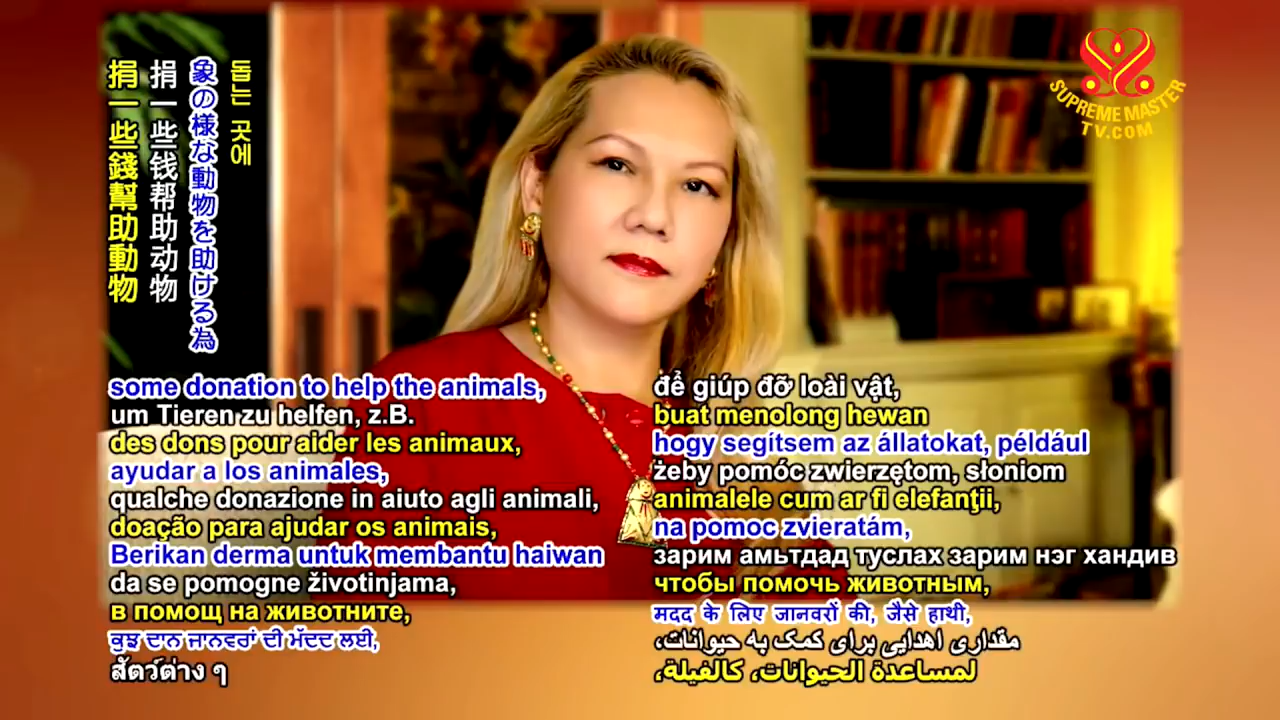 돕는 곳에
象の様な動物を助ける為
捐一些钱帮助动物
捐一些錢幫助動物
SUPREME MASTER
TV.COM
some donation to help the animals,
um Tieren zu helfen, z.B.
des dons pour aider les animaux,
ayudar a los animales,
qualche donazione in aiuto agli animali,
doação para ajudar os animais,
Berikan derma untuk membantu haiwan
da se pomogne životinjama,
в помощ на животните,
ਕੁਝ ਦਾਨ ਜਾਨਵਰਾਂ ਦੀ ਮੱਦਦ ਲਈ,
สัตว์ต่าง ๆ
để giúp đỡ loài vật,
buat menolong hewan
hogy segítsem az állatokat, például
żeby pomóc zwierzętom, słoniom
animalele cum ar fi elefanţii,
na pomoc zvieratám,
зарим амьтдад туслах зарим нэг хандив
чтобы помочь животным,
मदद के लिए जानवरों की, जैसे हाथी,
مقداری اهدایی برای کمک به حیوانات،
لمساعدة الحيوانات، كالفيلة،